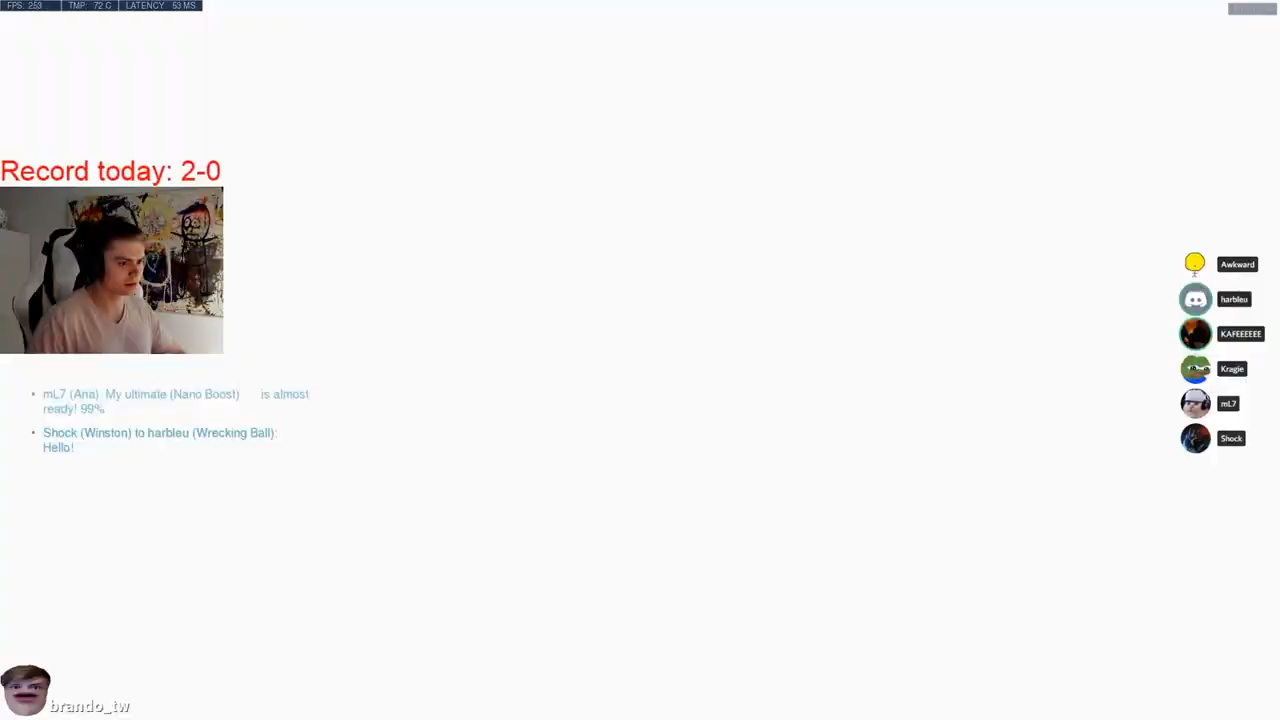 FPS: 253 TMP: 72 C LATENCY: 53 MS
Record today: 2-0
Awkward
harbleu
KAFEEEEEE
Kragie
mL7 (Ana) My ultimate (Nano Boost) is almost
ready! 99%
mL7
Shock (Winston) to harbleu (Wrecking Ball):
Hello!
Shock
brando_tw